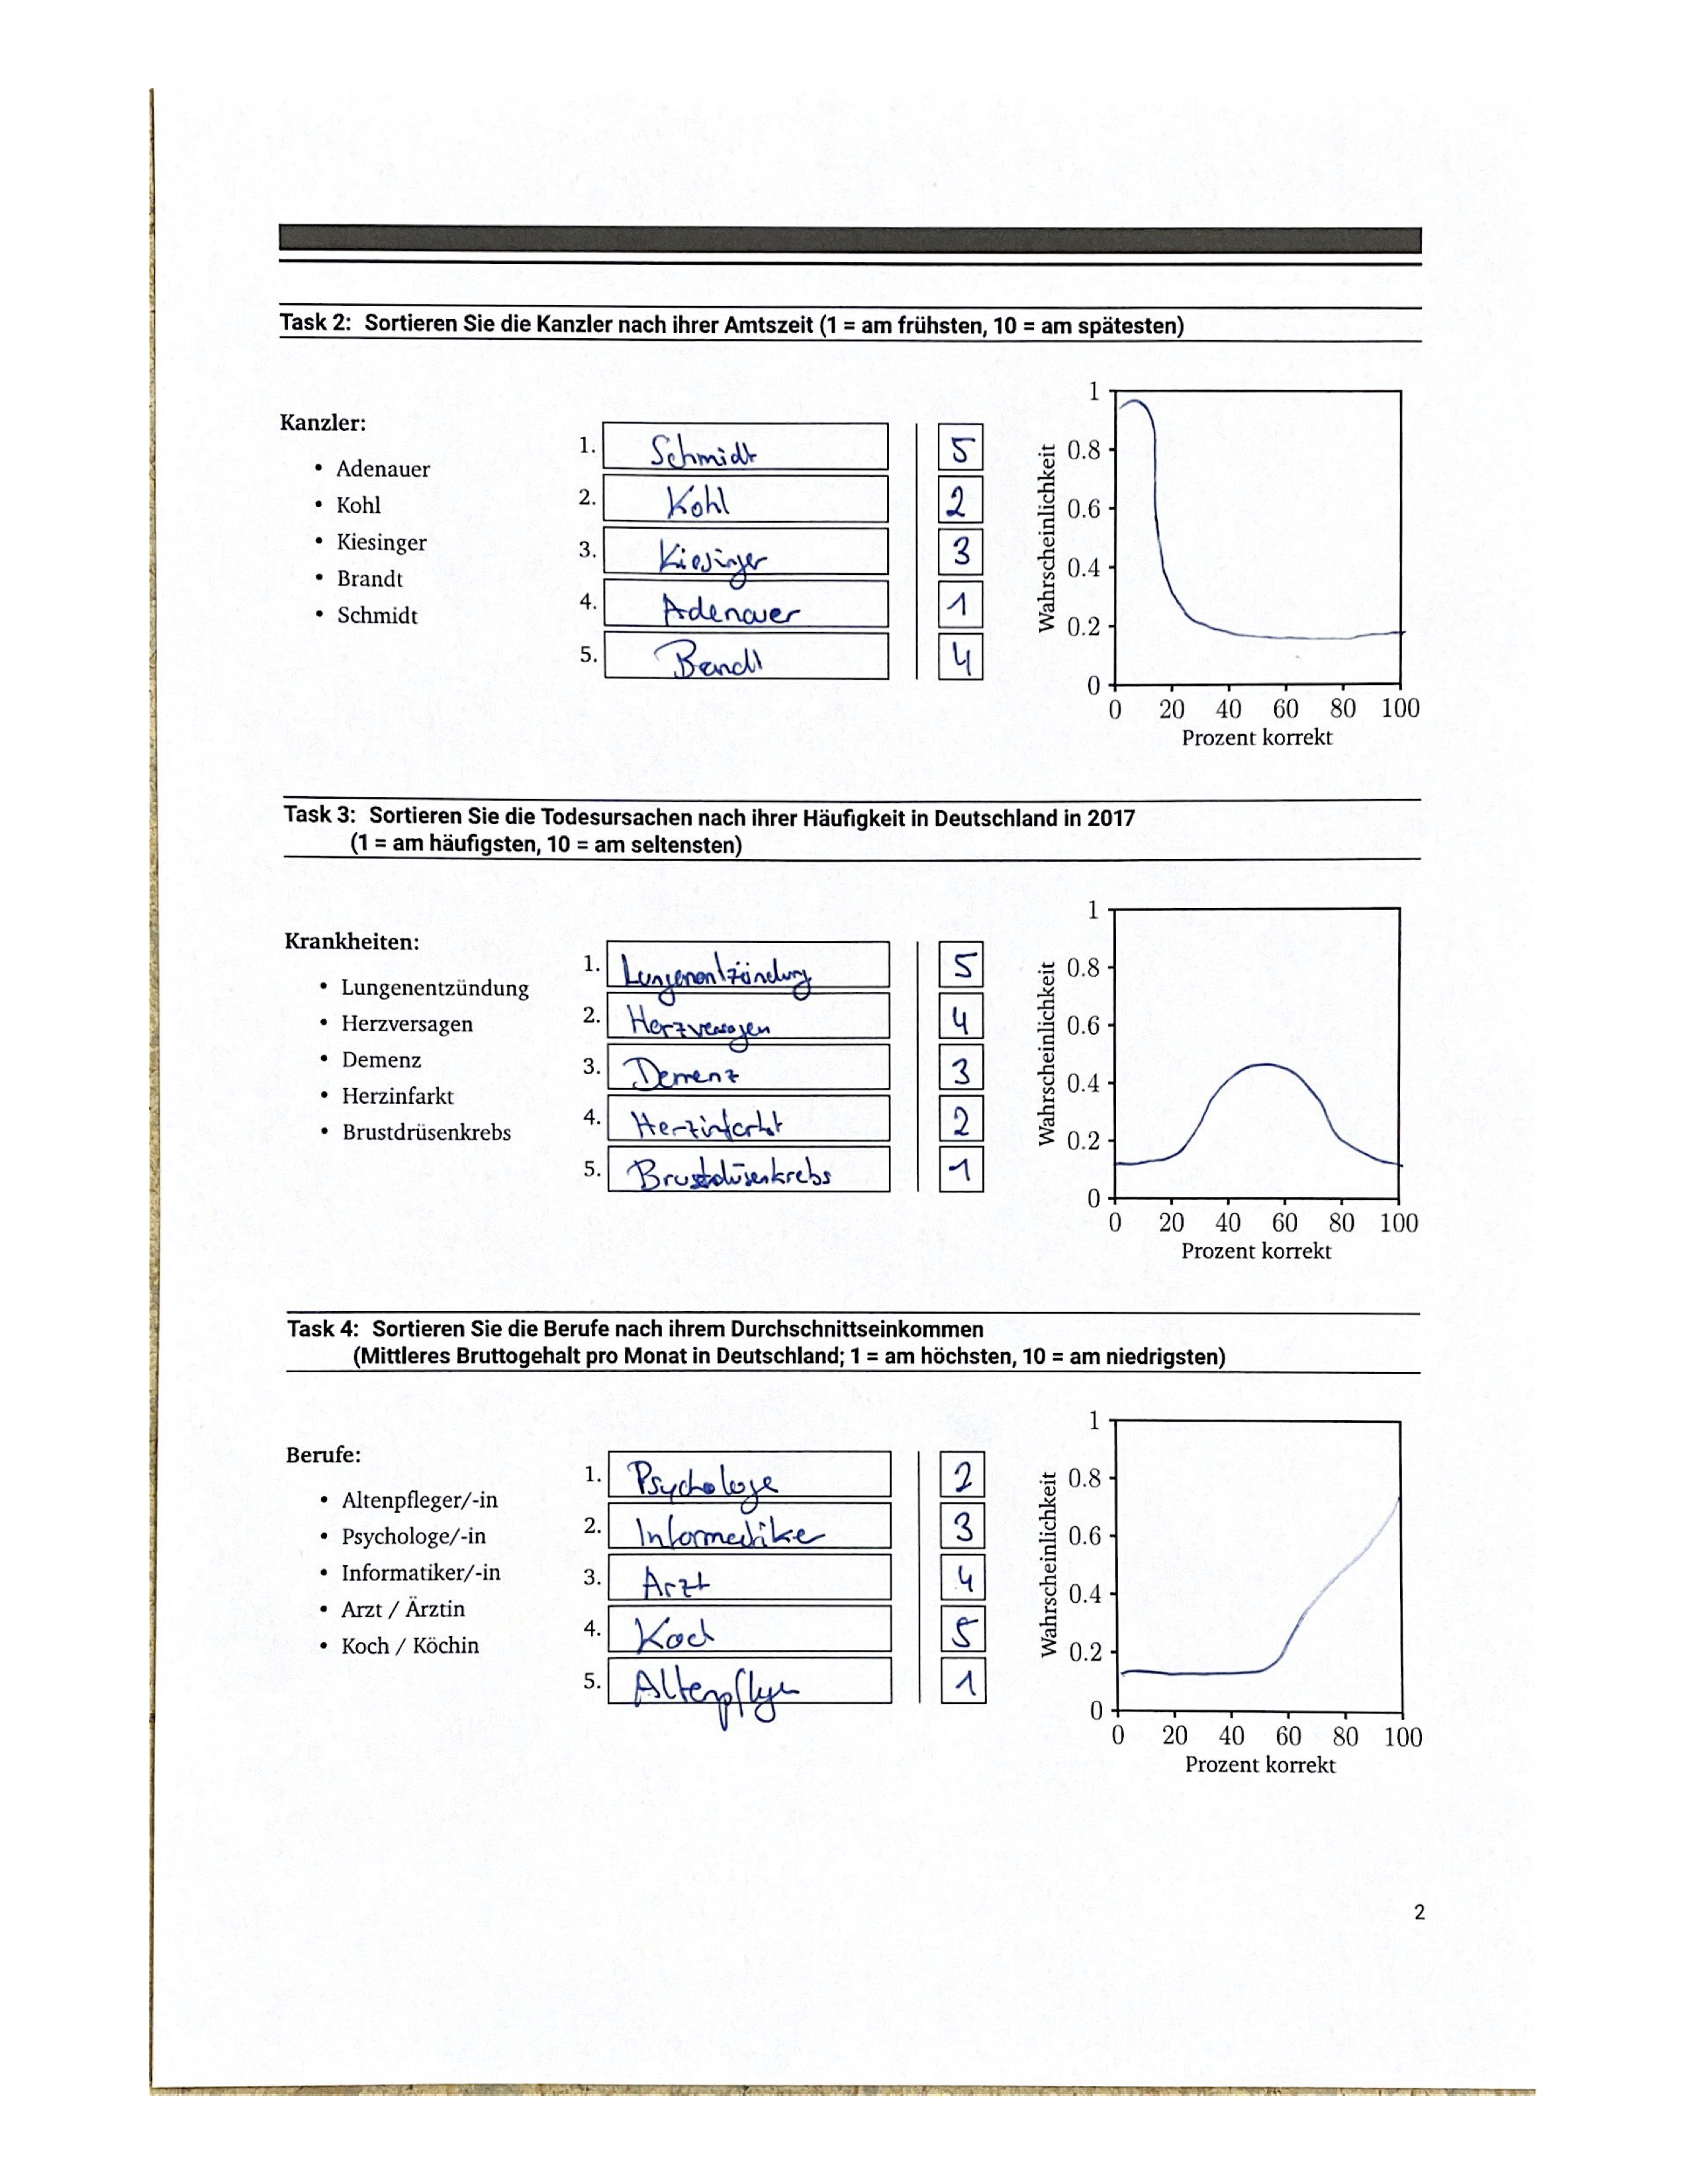 Task 2: Sortieren Sie die Kanzler nach ihrer Amtszeit (1 = am frühsten, 10 = am spätesten)
Kanzler:
• Adenauer
• Kohl
• Kiesinger
• Brandt
• Schmidt
1. Schmidt 5
2. Kohl 2
3. Kiesinger 3
4. Adenauer 1
5. Brandt 4
Wahrscheinlichkeit
1
0.8
0.6
0.4
0.2
0
0 20 40 60 80 100
Prozent korrekt
Task 3: Sortieren Sie die Todesursachen nach ihrer Häufigkeit in Deutschland in 2017
(1 = am häufigsten, 10 = am seltensten)
Krankheiten:
• Lungenentzündung
• Herzversagen
• Demenz
• Herzinfarkt
• Brustdrüsenkrebs
1. Lungenentzündung 5
2. Herzversagen 4
3. Demenz 3
4. Herzinfarkt 2
5. Brustdrüsenkrebs 1
Wahrscheinlichkeit
1
0.8
0.6
0.4
0.2
0
0 20 40 60 80 100
Prozent korrekt
Task 4: Sortieren Sie die Berufe nach ihrem Durchschnittseinkommen
(Mittleres Bruttogehalt pro Monat in Deutschland; 1 = am höchsten, 10 = am niedrigsten)
Berufe:
• Altenpfleger/-in
• Psychologe/-in
• Informatiker/-in
• Arzt / Ärztin
• Koch / Köchin
1. Psychologe 2
2. Informatiker 3
3. Arzt 4
4. Koch 5
5. Altenpfleger 1
Wahrscheinlichkeit
1
0.8
0.6
0.4
0.2
0
0 20 40 60 80 100
Prozent korrekt
2